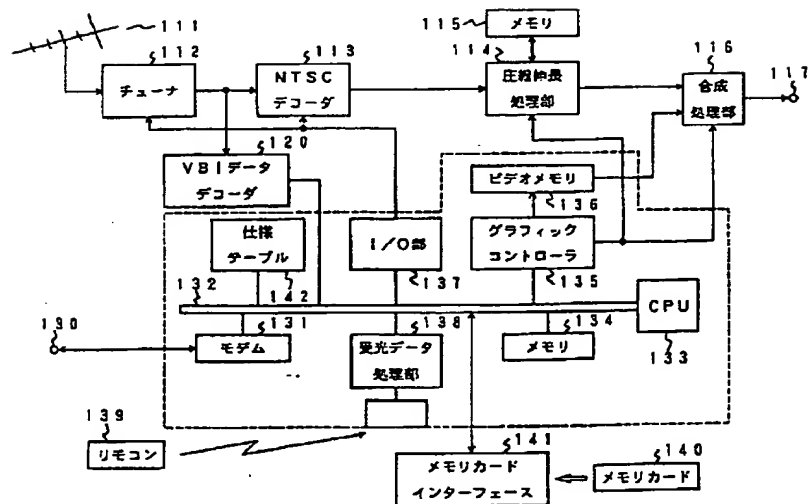 111
112
チューナ
113
NTSC
デコーダ
115
メモリ
114
圧縮伸長
処理部
116
合成
処理部
117
120
VBIデータ
デコーダ
ビデオメモリ
136
仕様
テーブル
142
I/O部
137
グラフィック
コントローラ
135
132
CPU
133
130
131
モデム
138
受光データ
処理部
134
メモリ
139
リモコン
141
メモリカード
インターフェース
140
メモリカード